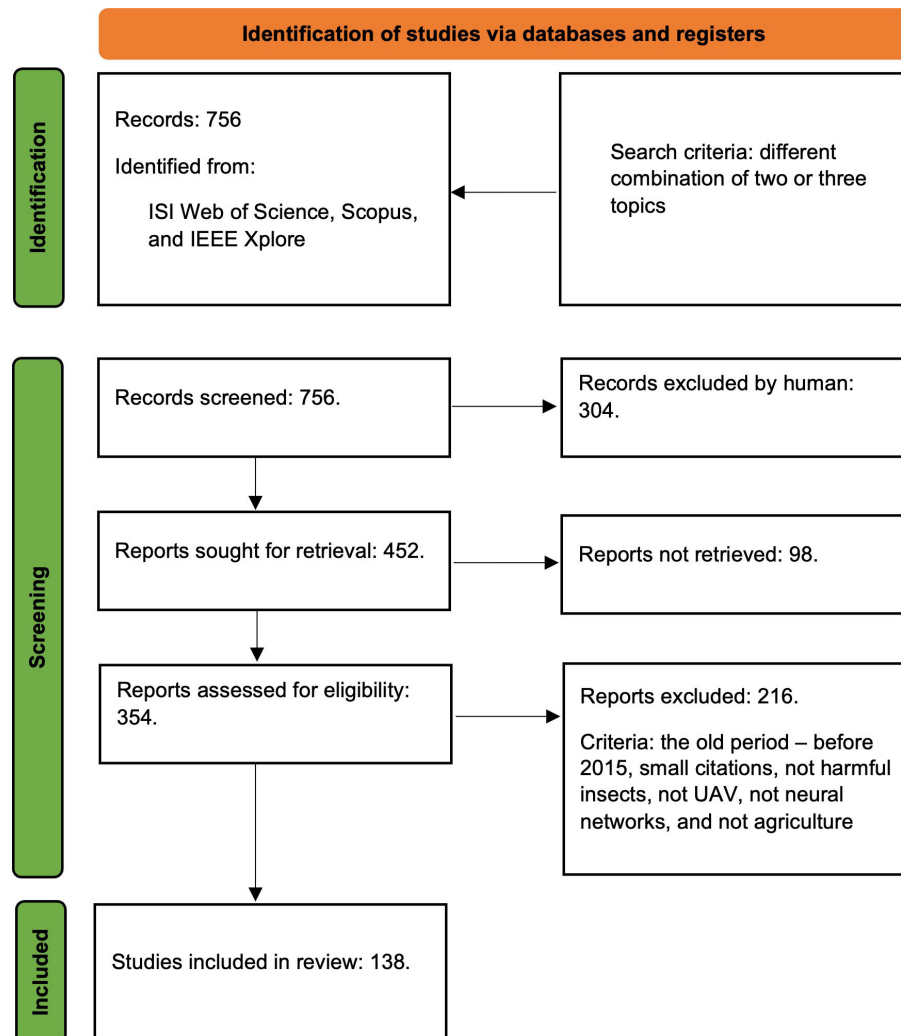 Identification of studies via databases and registers
Identification
Records: 756
Identified from:
ISI Web of Science, Scopus,
and IEEE Xplore
Search criteria: different
combination of two or three
topics
Screening
Records screened: 756.
Records excluded by human:
304.
Reports sought for retrieval: 452.
Reports not retrieved: 98.
Reports assessed for eligibility:
354.
Reports excluded: 216.
Criteria: the old period – before
2015, small citations, not harmful
insects, not UAV, not neural
networks, and not agriculture
Included
Studies included in review: 138.